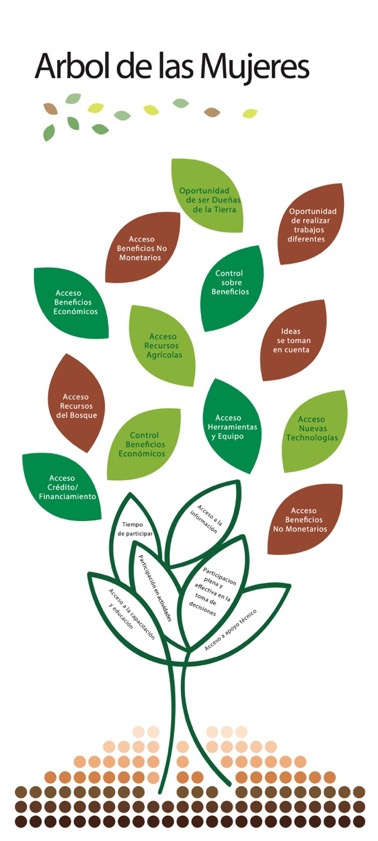 Arbol de las Mujeres
Oportunidad
de ser Dueñas
de la Tierra
Oportunidad
de realizar
trabajos
diferentes
Acceso
Beneficios No
Monetarios
Control
sobre
Beneficios
Acceso
Beneficios
Económicos
Acceso
Recursos
Agrícolas
Ideas
se toman
en cuenta
Acceso
Recursos
del Bosque
Control
Beneficios
Económicos
Acceso
Herramientas
y Equipo
Acceso
Nuevas
Technologías
Acceso
Crédito/
Financiamiento
Acceso
Beneficios
No Monetarios
Tiempo
de participar
Acceso a la
información
Participación en actividades
Participacion
plena y
effectiva en la
toma de
decisiones
Acceso a la capacitación
y educación
Acceso a apoyo técnico